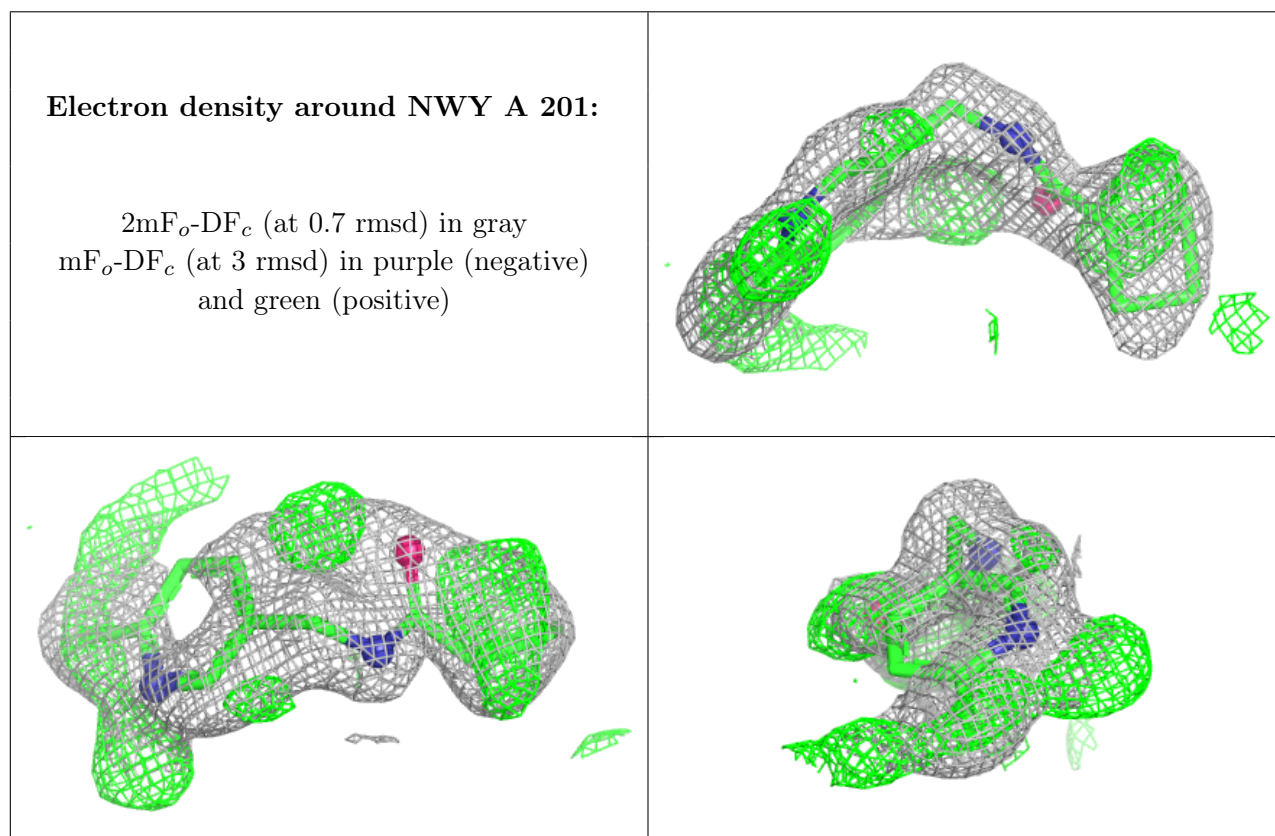 Electron density around NWY A 201:
2mFo-DFc (at 0.7 rmsd) in gray
mFo-DFc (at 3 rmsd) in purple (negative)
and green (positive)